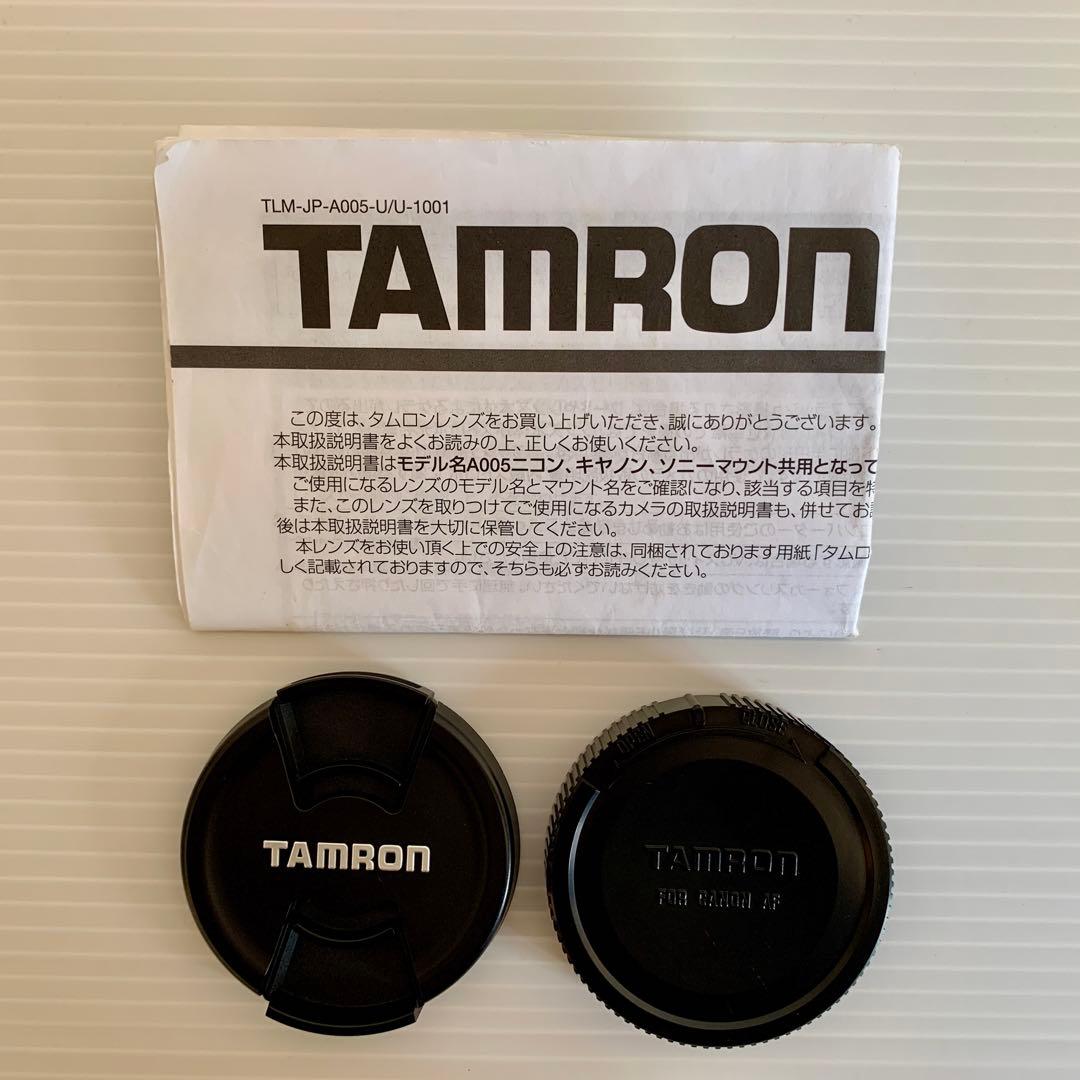 TLM-JP-A005-U/U-1001
TAMRON
この度は、タムロンレンズをお買い上げいただき、誠にありがとうございます。
本取扱説明書をよくお読みの上、正しくお使いください。
本取扱説明書はモデル名A005ニコン、キヤノン、ソニーマウント共用となって
ご使用になるレンズのモデル名とマウント名をご確認になり、該当する項目を特
また、このレンズを取りつけてご使用になるカメラの取扱説明書も、併せてお
後は本取扱説明書を大切に保管してください。
本レンズをお使い頂く上での安全上の注意は、同梱されております用紙「タムロ
しく記載されておりますので、そちらも必ずお読みください。
OPEN CLOSE
TAMRON
TAMRON
FOR CANON AF